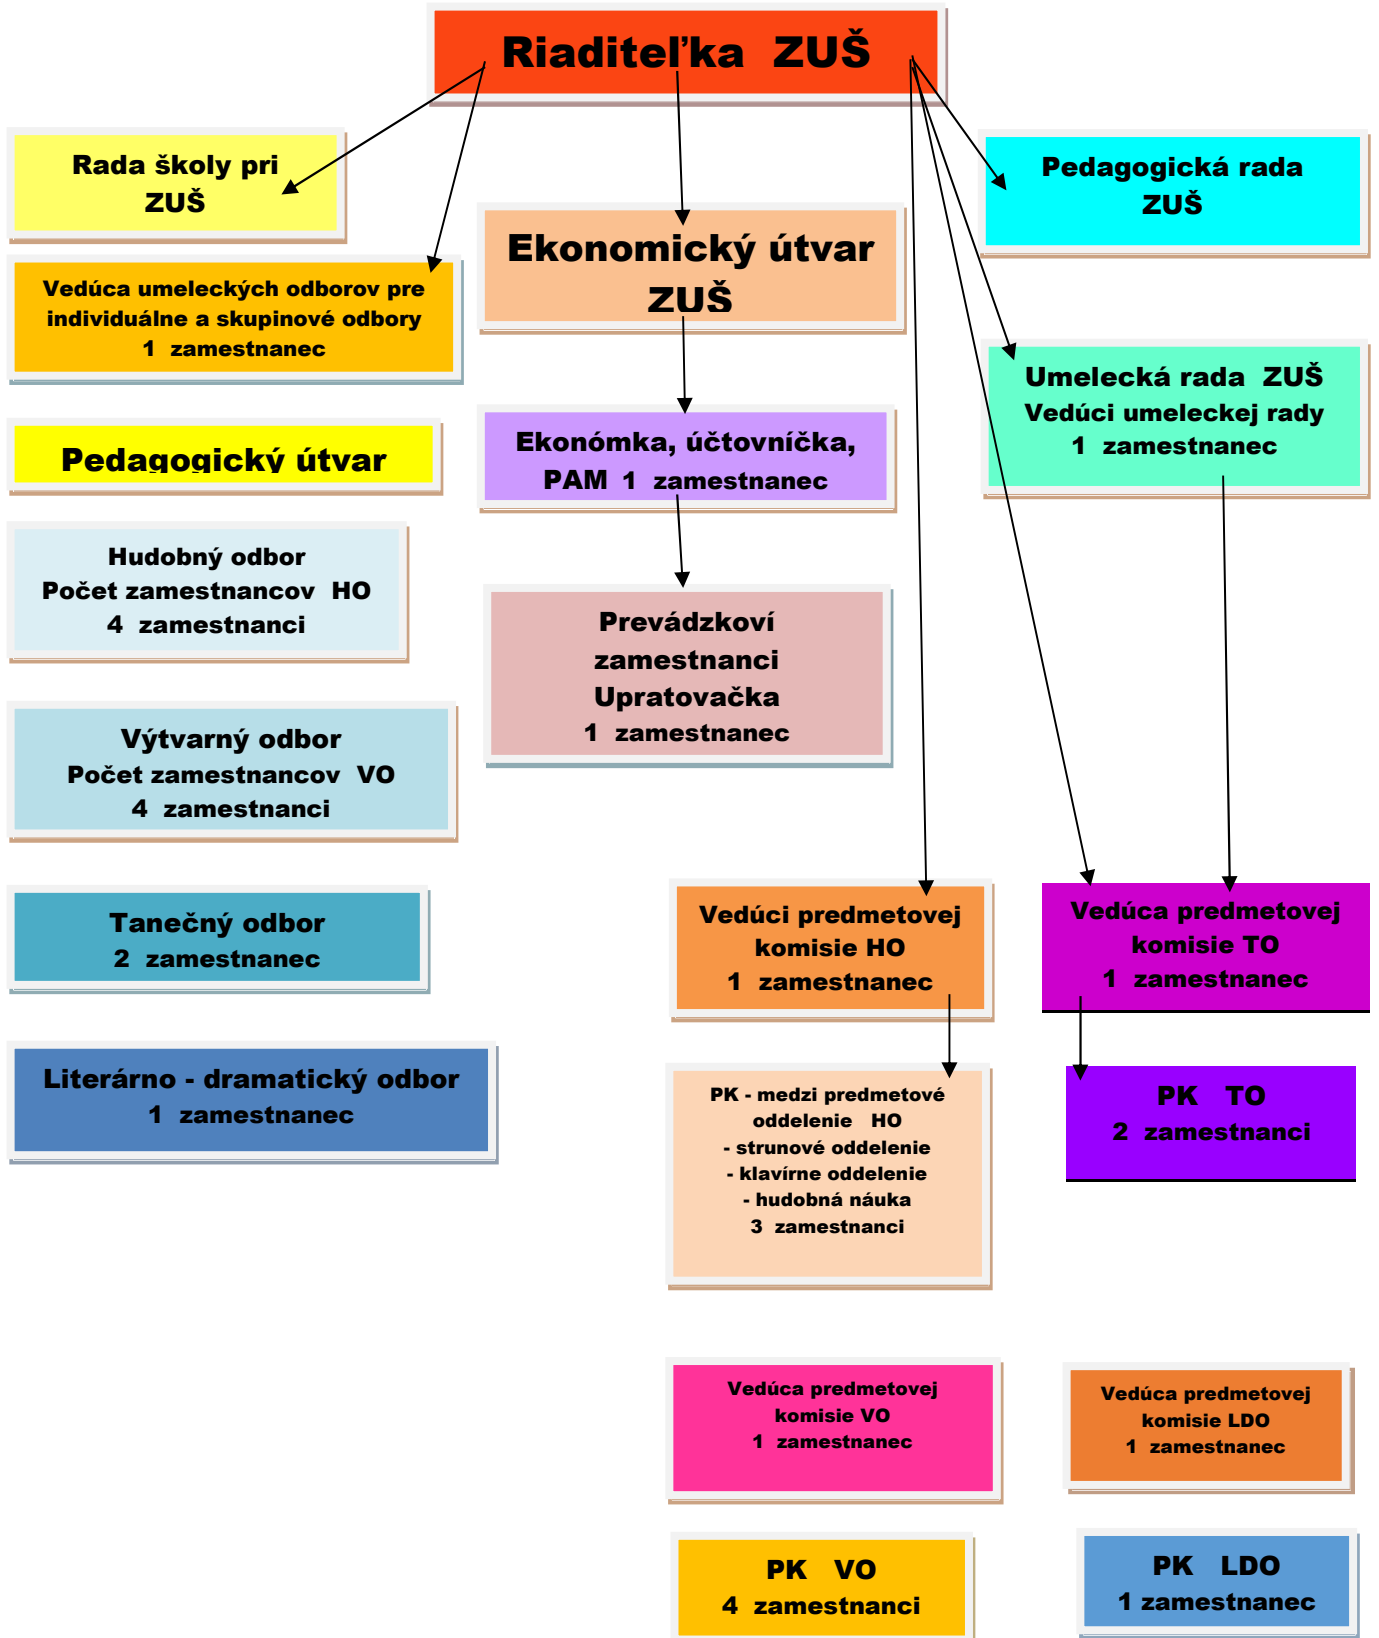 Riaditeľka  ZUŠ
Rada školy pri
ZUŠ
Pedagogická rada
ZUŠ
Ekonomický útvar
ZUŠ
Vedúca umeleckých odborov pre
individuálne a skupinové odbory
1  zamestnanec
Umelecká rada  ZUŠ
Vedúci umeleckej rady
1  zamestnanec
Pedagogický útvar
Ekonómka, účtovníčka,
PAM  1  zamestnanec
Hudobný odbor
Počet zamestnancov  HO
4  zamestnanci
Prevádzkoví
zamestnanci
Upratovačka
1  zamestnanec
Výtvarný odbor
Počet zamestnancov  VO
4  zamestnanci
Tanečný odbor
2  zamestnanec
Vedúci predmetovej
komisie HO
1  zamestnanec
Vedúca predmetovej
komisie TO
1  zamestnanec
Literárno - dramatický odbor
1  zamestnanec
PK - medzi predmetové
oddelenie   HO
- strunové oddelenie
- klavírne oddelenie
- hudobná náuka
3  zamestnanci
PK   TO
2  zamestnanci
Vedúca predmetovej
komisie VO
1  zamestnanec
Vedúca predmetovej
komisie LDO
1  zamestnanec
PK   VO
4  zamestnanci
PK   LDO
1 zamestnanec